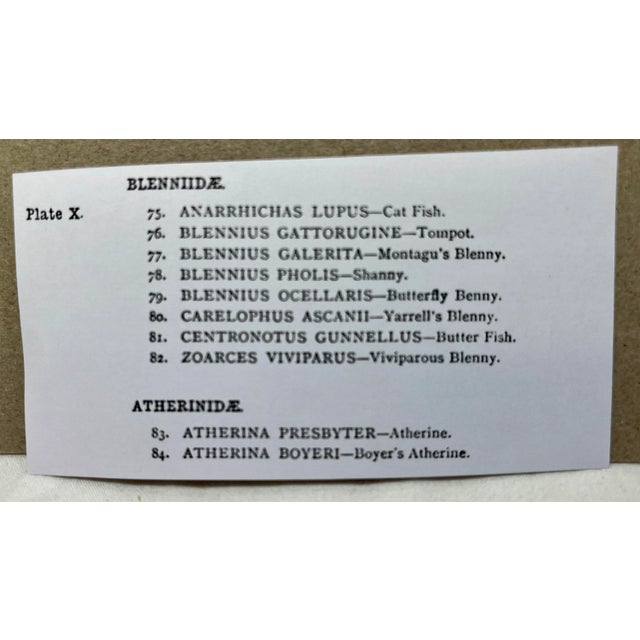 BLENNIIDÆ.
Plate X.
75. ANARRHICHAS LUPUS—Cat Fish.
76. BLENNIUS GATTORUGINE—Tompot.
77. BLENNIUS GALERITA—Montagu's Blenny.
78. BLENNIUS PHOLIS—Shanny.
79. BLENNIUS OCELLARIS—Butterfly Benny.
80. CARELOPHUS ASCANII—Yarrell's Blenny.
81. CENTRONOTUS GUNNELLUS—Butter Fish.
82. ZOARCES VIVIPARUS—Viviparous Blenny.
ATHERINIDÆ.
83. ATHERINA PRESBYTER—Atherine.
84. ATHERINA BOYERI—Boyer's Atherine.